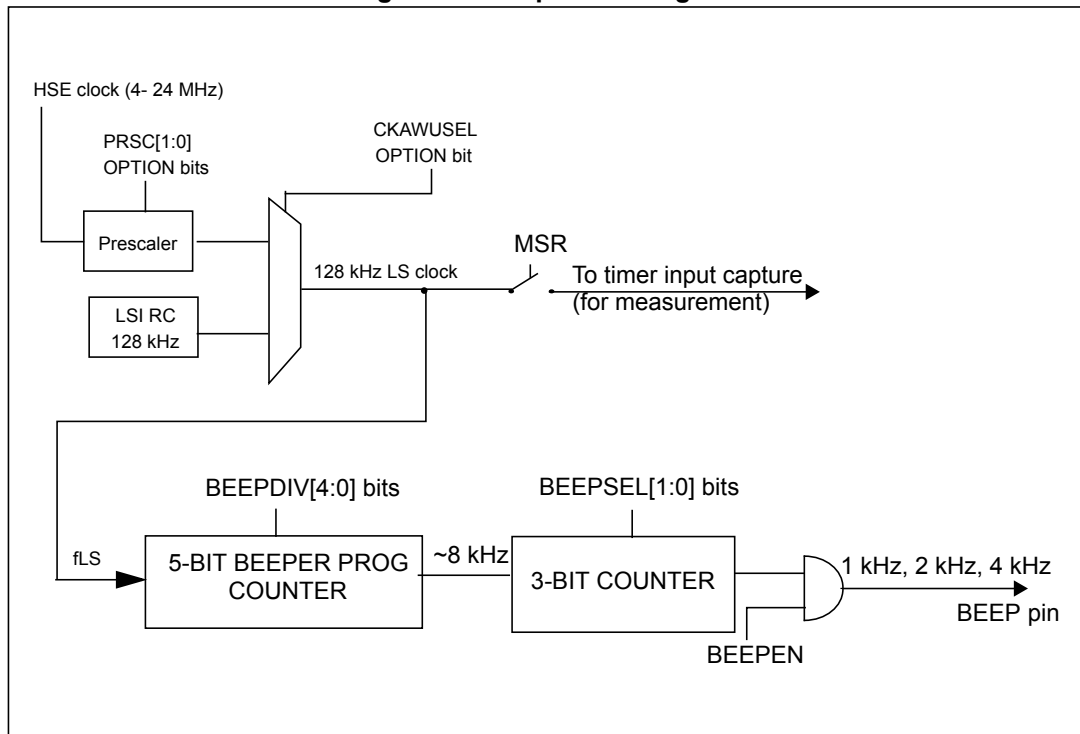 HSE clock (4- 24 MHz)
PRSC[1:0]
OPTION bits
CKAWUSEL
OPTION bit
Prescaler
128 kHz LS clock
MSR
To timer input capture
(for measurement)
LSI RC
128 kHz
BEEPDIV[4:0] bits
BEEPSEL[1:0] bits
fLS
5-BIT BEEPER PROG
COUNTER
~8 kHz
3-BIT COUNTER
1 kHz, 2 kHz, 4 kHz
BEEP pin
BEEPEN